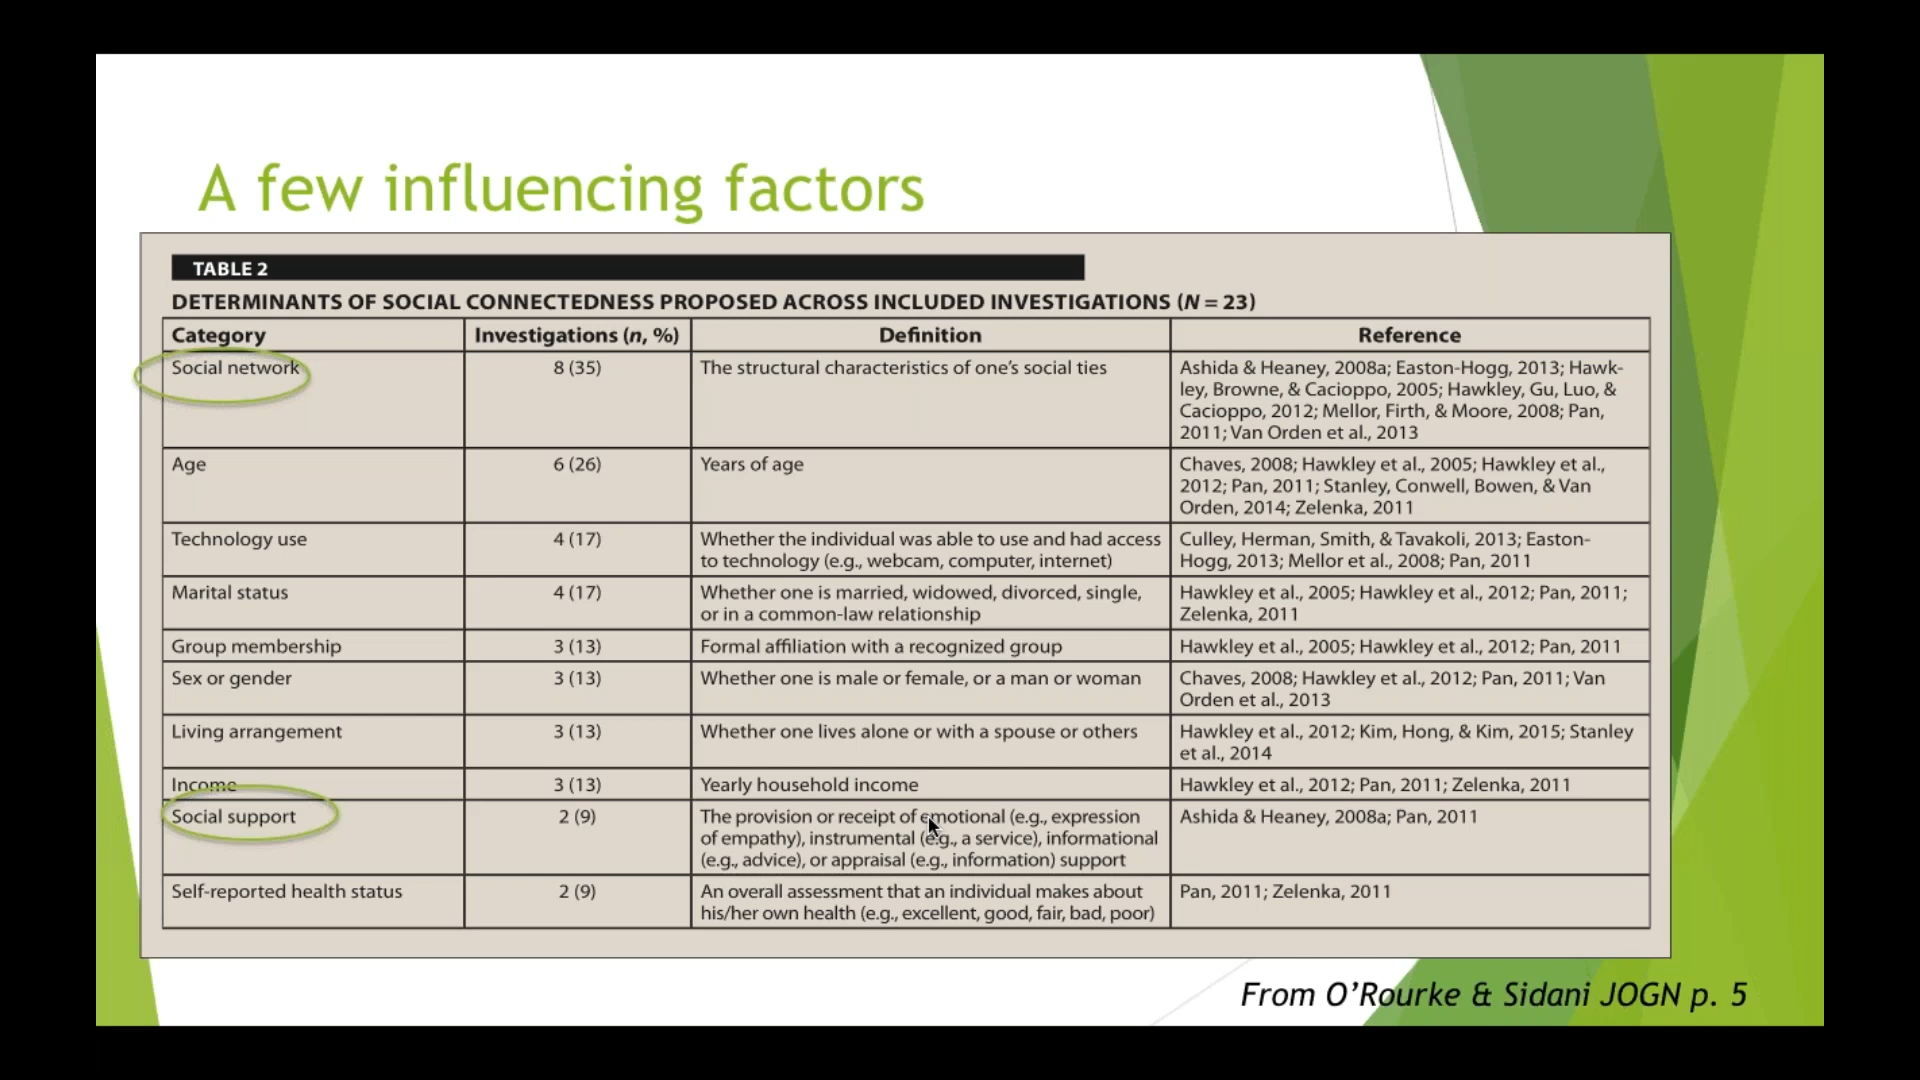 A few influencing factors
TABLE 2
DETERMINANTS OF SOCIAL CONNECTEDNESS PROPOSED ACROSS INCLUDED INVESTIGATIONS (N = 23)
Category Investigations (n, %) Definition Reference
Social network 8 (35) The structural characteristics of one's social ties Ashida & Heaney, 2008a; Easton-Hogg, 2013; Hawk-
ley, Browne, & Cacioppo, 2005; Hawkley, Gu, Luo, &
Cacioppo, 2012; Mellor, Firth, & Moore, 2008; Pan,
2011; Van Orden et al., 2013
Age 6 (26) Years of age Chaves, 2008; Hawkley et al., 2005; Hawkley et al.,
2012; Pan, 2011; Stanley, Conwell, Bowen, & Van
Orden, 2014; Zelenka, 2011
Technology use 4 (17) Whether the individual was able to use and had access Culley, Herman, Smith, & Tavakoli, 2013; Easton-
to technology (e.g., webcam, computer, internet) Hogg, 2013; Mellor et al., 2008; Pan, 2011
Marital status 4 (17) Whether one is married, widowed, divorced, single, Hawkley et al., 2005; Hawkley et al., 2012; Pan, 2011;
or in a common-law relationship Zelenka, 2011
Group membership 3 (13) Formal affiliation with a recognized group Hawkley et al., 2005; Hawkley et al., 2012; Pan, 2011
Sex or gender 3 (13) Whether one is male or female, or a man or woman Chaves, 2008; Hawkley et al., 2012; Pan, 2011; Van
Orden et al., 2013
Living arrangement 3 (13) Whether one lives alone or with a spouse or others Hawkley et al., 2012; Kim, Hong, & Kim, 2015; Stanley
et al., 2014
Income 3 (13) Yearly household income Hawkley et al., 2012; Pan, 2011; Zelenka, 2011
Social support 2 (9) The provision or receipt of emotional (e.g., expression Ashida & Heaney, 2008a; Pan, 2011
of empathy), instrumental (e.g., a service), informational
(e.g., advice), or appraisal (e.g., information) support
Self-reported health status 2 (9) An overall assessment that an individual makes about Pan, 2011; Zelenka, 2011
his/her own health (e.g., excellent, good, fair, bad, poor)
From O'Rourke & Sidani JOGN p. 5